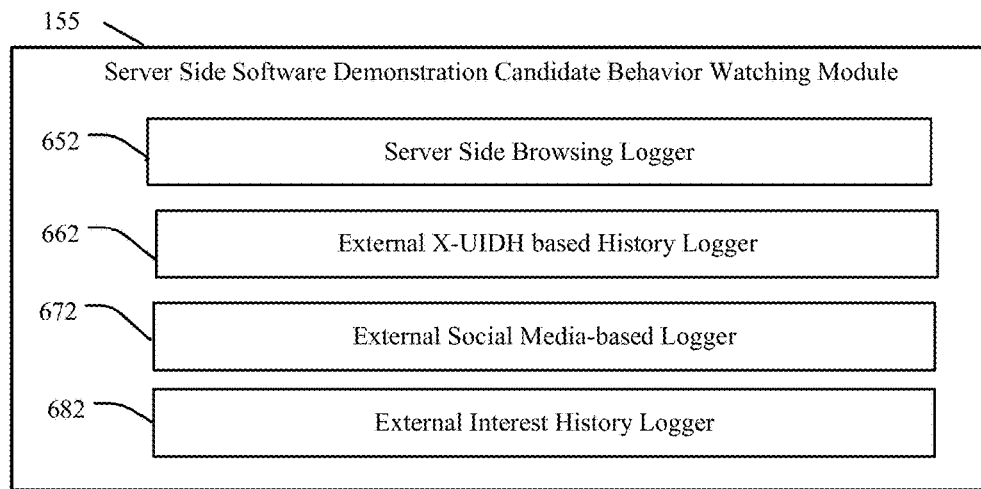 155
Server Side Software Demonstration Candidate Behavior Watching Module
652
Server Side Browsing Logger
662
External X-UIDH based History Logger
672
External Social Media-based Logger
682
External Interest History Logger